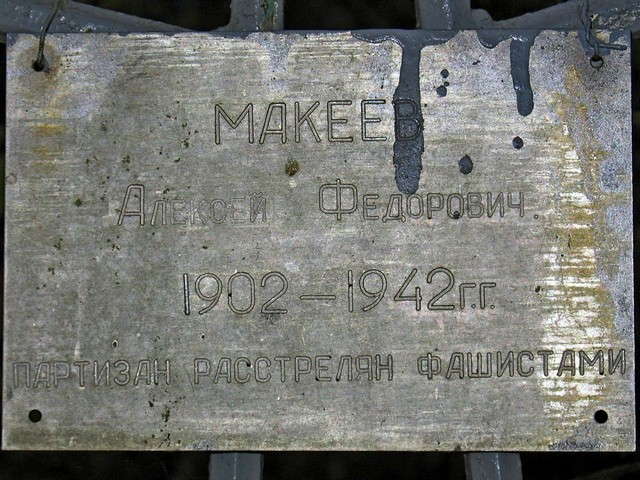 МАКЕЕВ
Алексей Федорович.
1902 – 1942г.г.
ПАРТИЗАН РАССТРЕЛЯН ФАШИСТАМИ